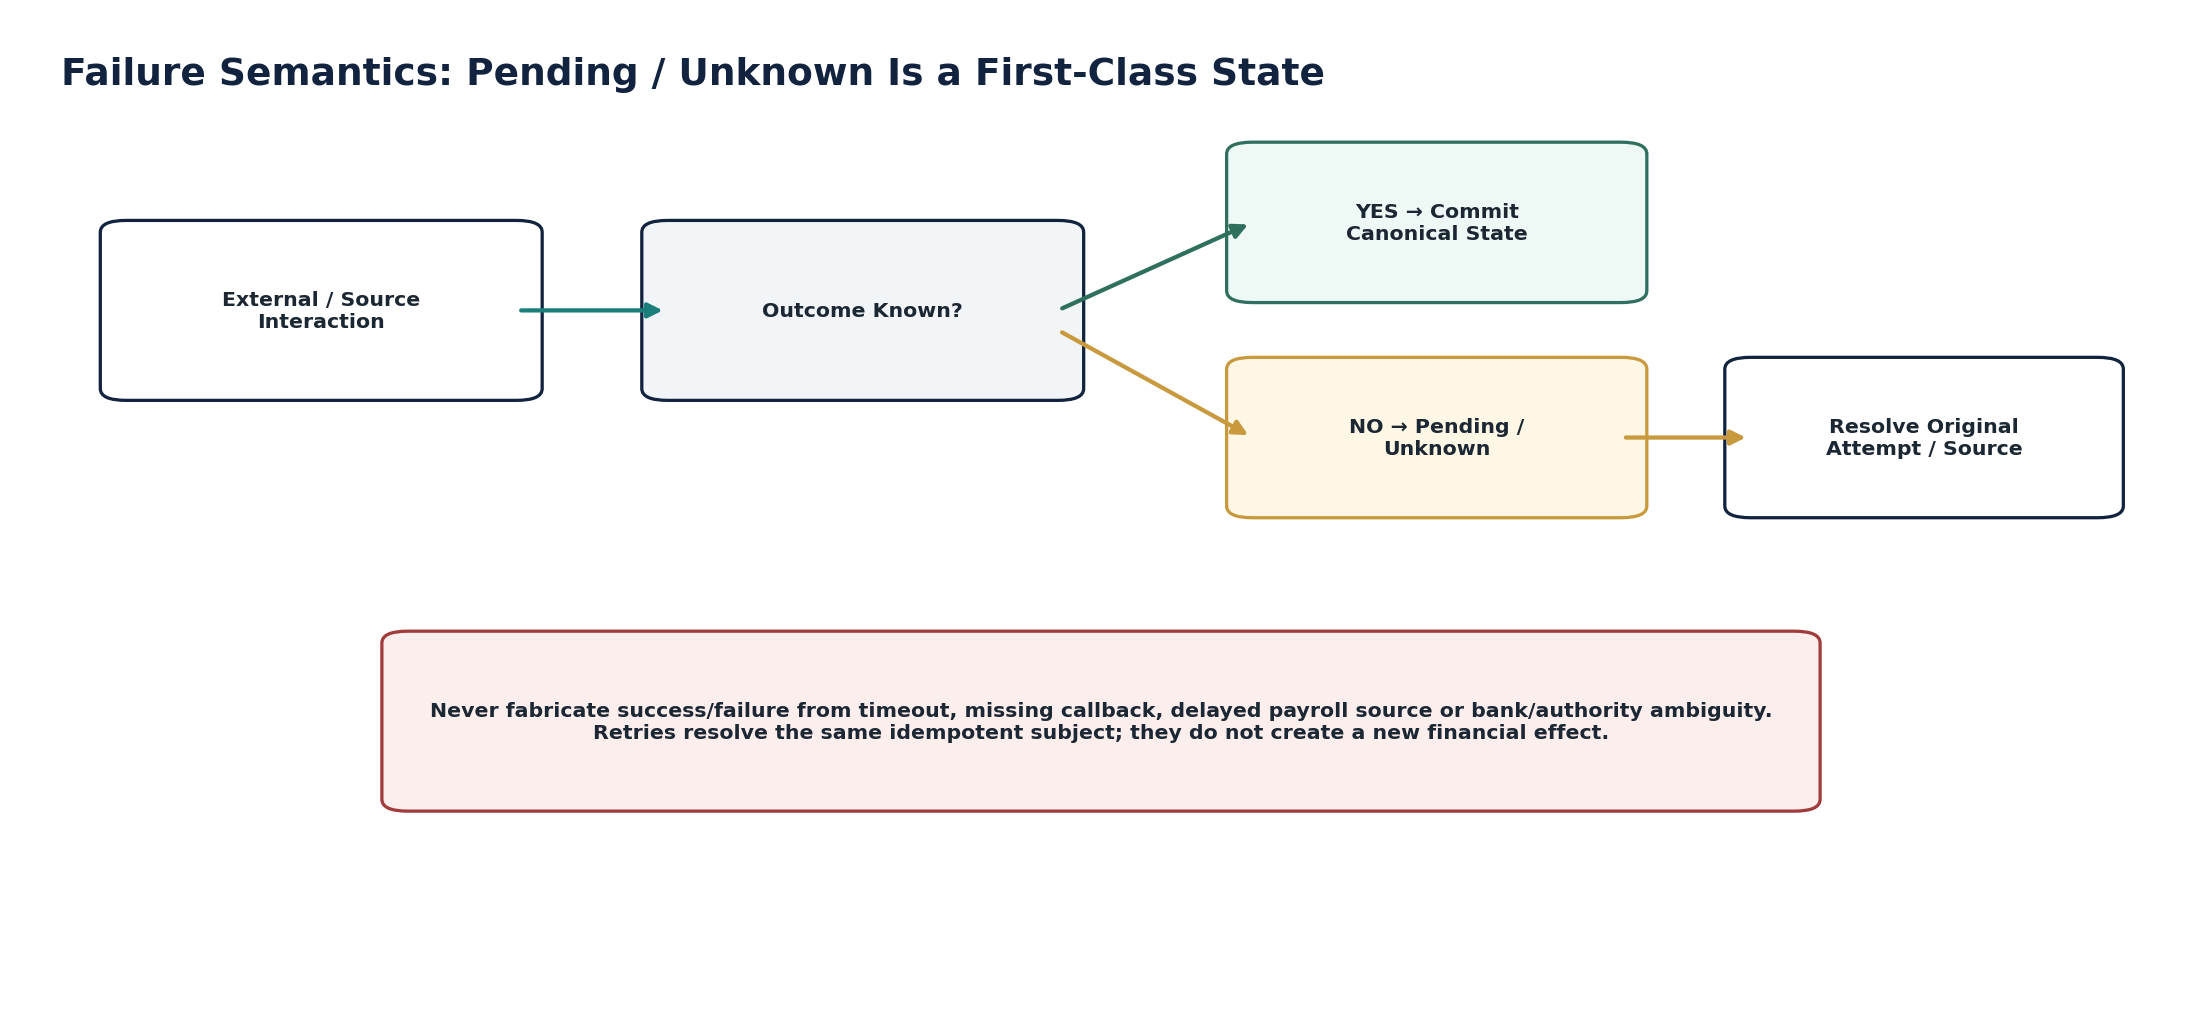 Failure Semantics: Pending / Unknown Is a First-Class State
External / Source
Interaction
Outcome Known?
YES → Commit
Canonical State
NO → Pending /
Unknown
Resolve Original
Attempt / Source
Never fabricate success/failure from timeout, missing callback, delayed payroll source or bank/authority ambiguity.
Retries resolve the same idempotent subject; they do not create a new financial effect.